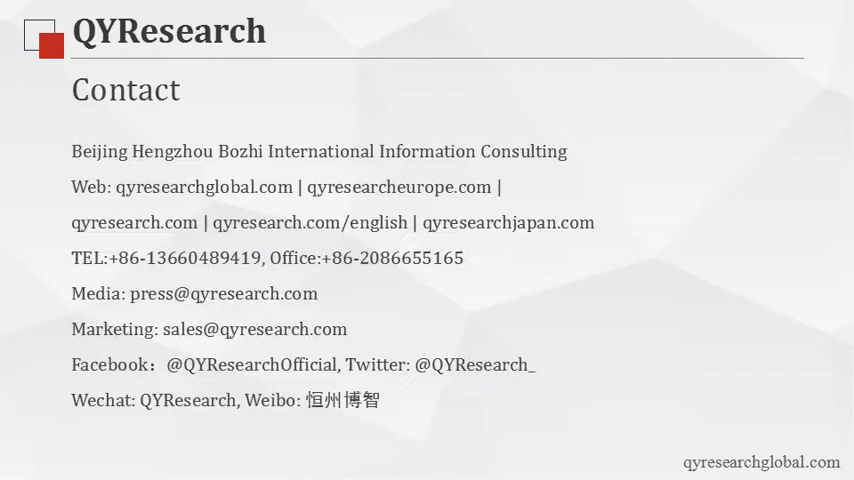 QYResearch
Contact
Beijing Hengzhou Bozhi International Information Consulting
Web: qyresearchglobal.com | qyresearcheurope.com |
qyresearch.com | qyresearch.com/english | qyresearchjapan.com
TEL:+86-13660489419, Office:+86-2086655165
Media: press@qyresearch.com
Marketing: sales@qyresearch.com
Facebook：@QYResearchOfficial, Twitter: @QYResearch_
Wechat: QYResearch, Weibo: 恒州博智
qyresearchglobal.com